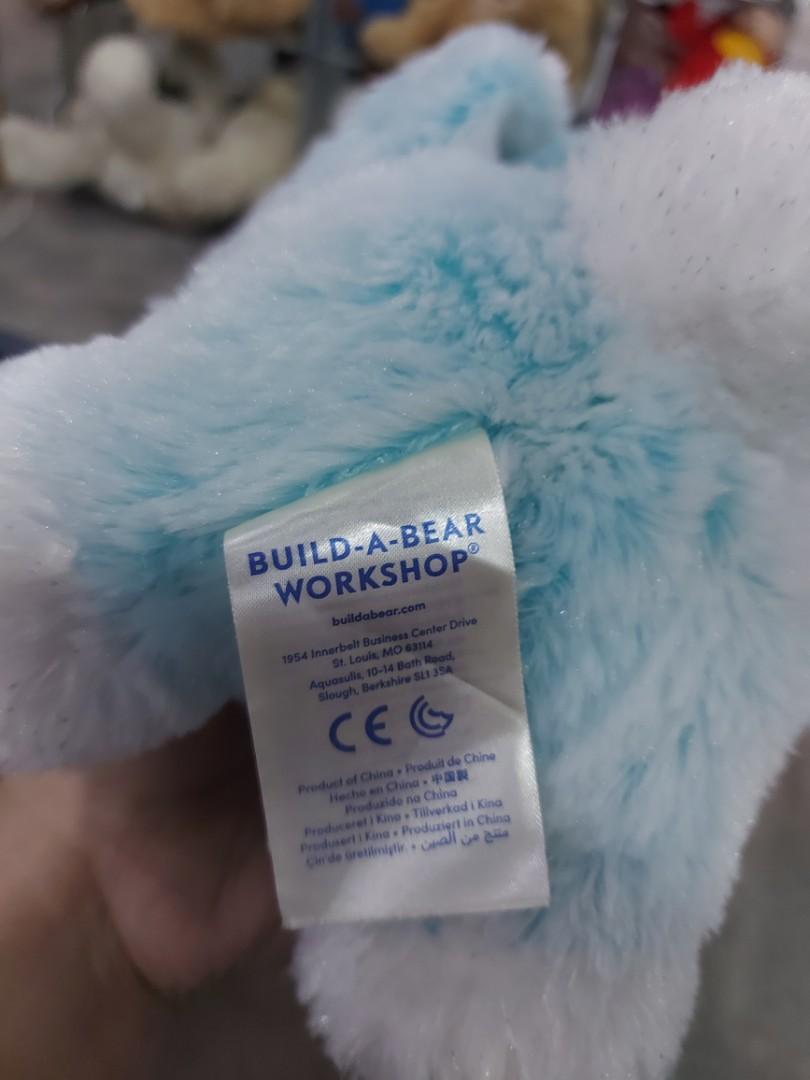 BUILD-A-BEAR
WORKSHOP®
buildabear.com
1954 Innerbelt Business Center Drive
St. Louis, MO 63114
Aquasulis, 10-14 Bath Road,
Slough, Berkshire SL1 3SA
CE
Product of China • Produit de Chine
Hecho en China • 中国製
Produzido na China
Produceret i Kina • Tillverkad i Kina
Produsert i Kina • Produziert in China
Çin'de üretilmiştir. • منتج من الصين